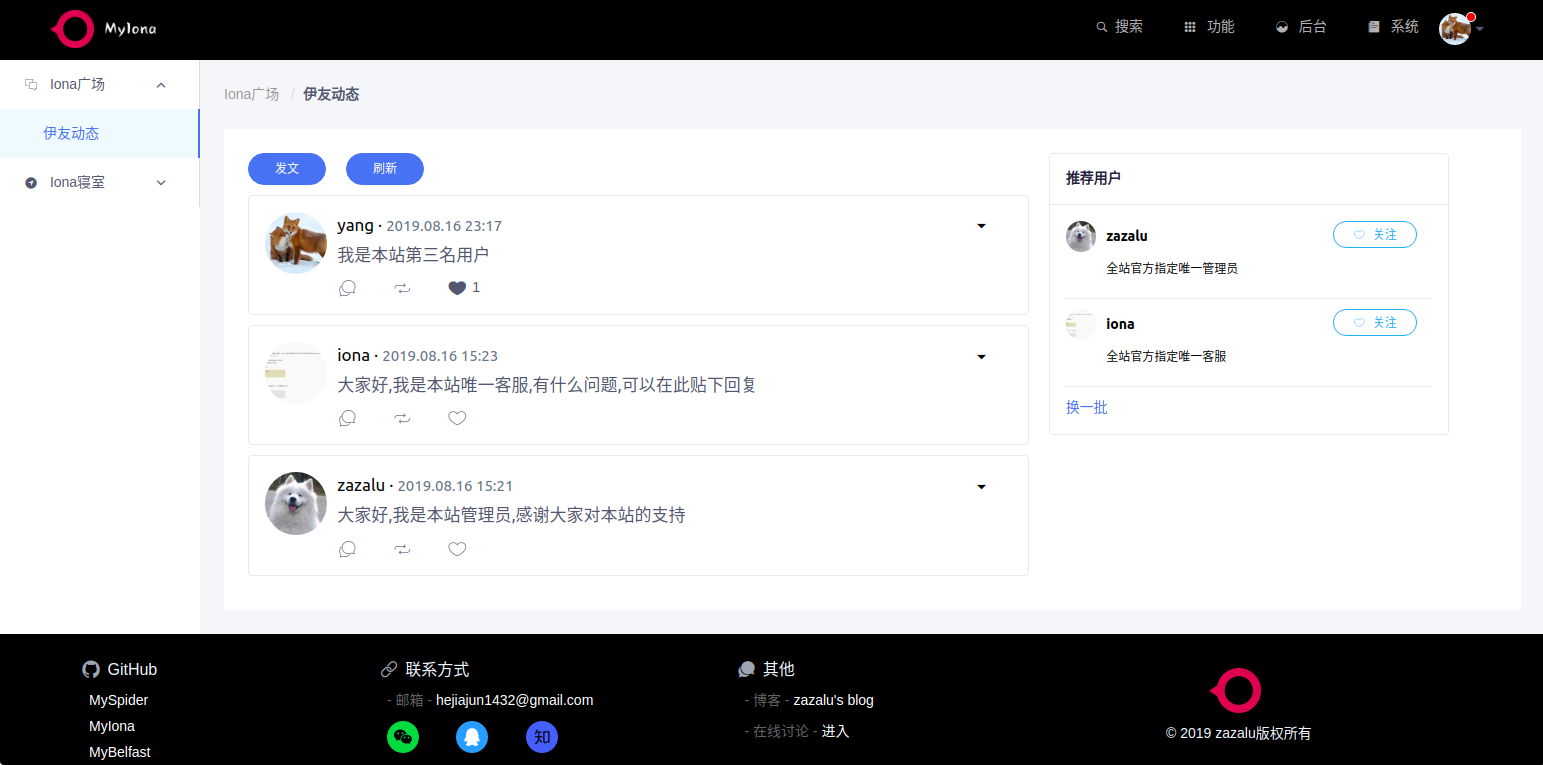 MyIona
搜索
功能
后台
系统
Iona广场
伊友动态
Iona寝室
Iona广场 / 伊友动态
发文
刷新
yang · 2019.08.16 23:17
我是本站第三名用户
1
iona · 2019.08.16 15:23
大家好,我是本站唯一客服,有什么问题,可以在此贴下回复
zazalu · 2019.08.16 15:21
大家好,我是本站管理员,感谢大家对本站的支持
推荐用户
zazalu
关注
全站官方指定唯一管理员
iona
关注
全站官方指定唯一客服
换一批
GitHub
MySpider
MyIona
MyBelfast
联系方式
- 邮箱 - hejiajun1432@gmail.com
知
其他
- 博客 - zazalu's blog
- 在线讨论 - 进入
© 2019 zazalu版权所有